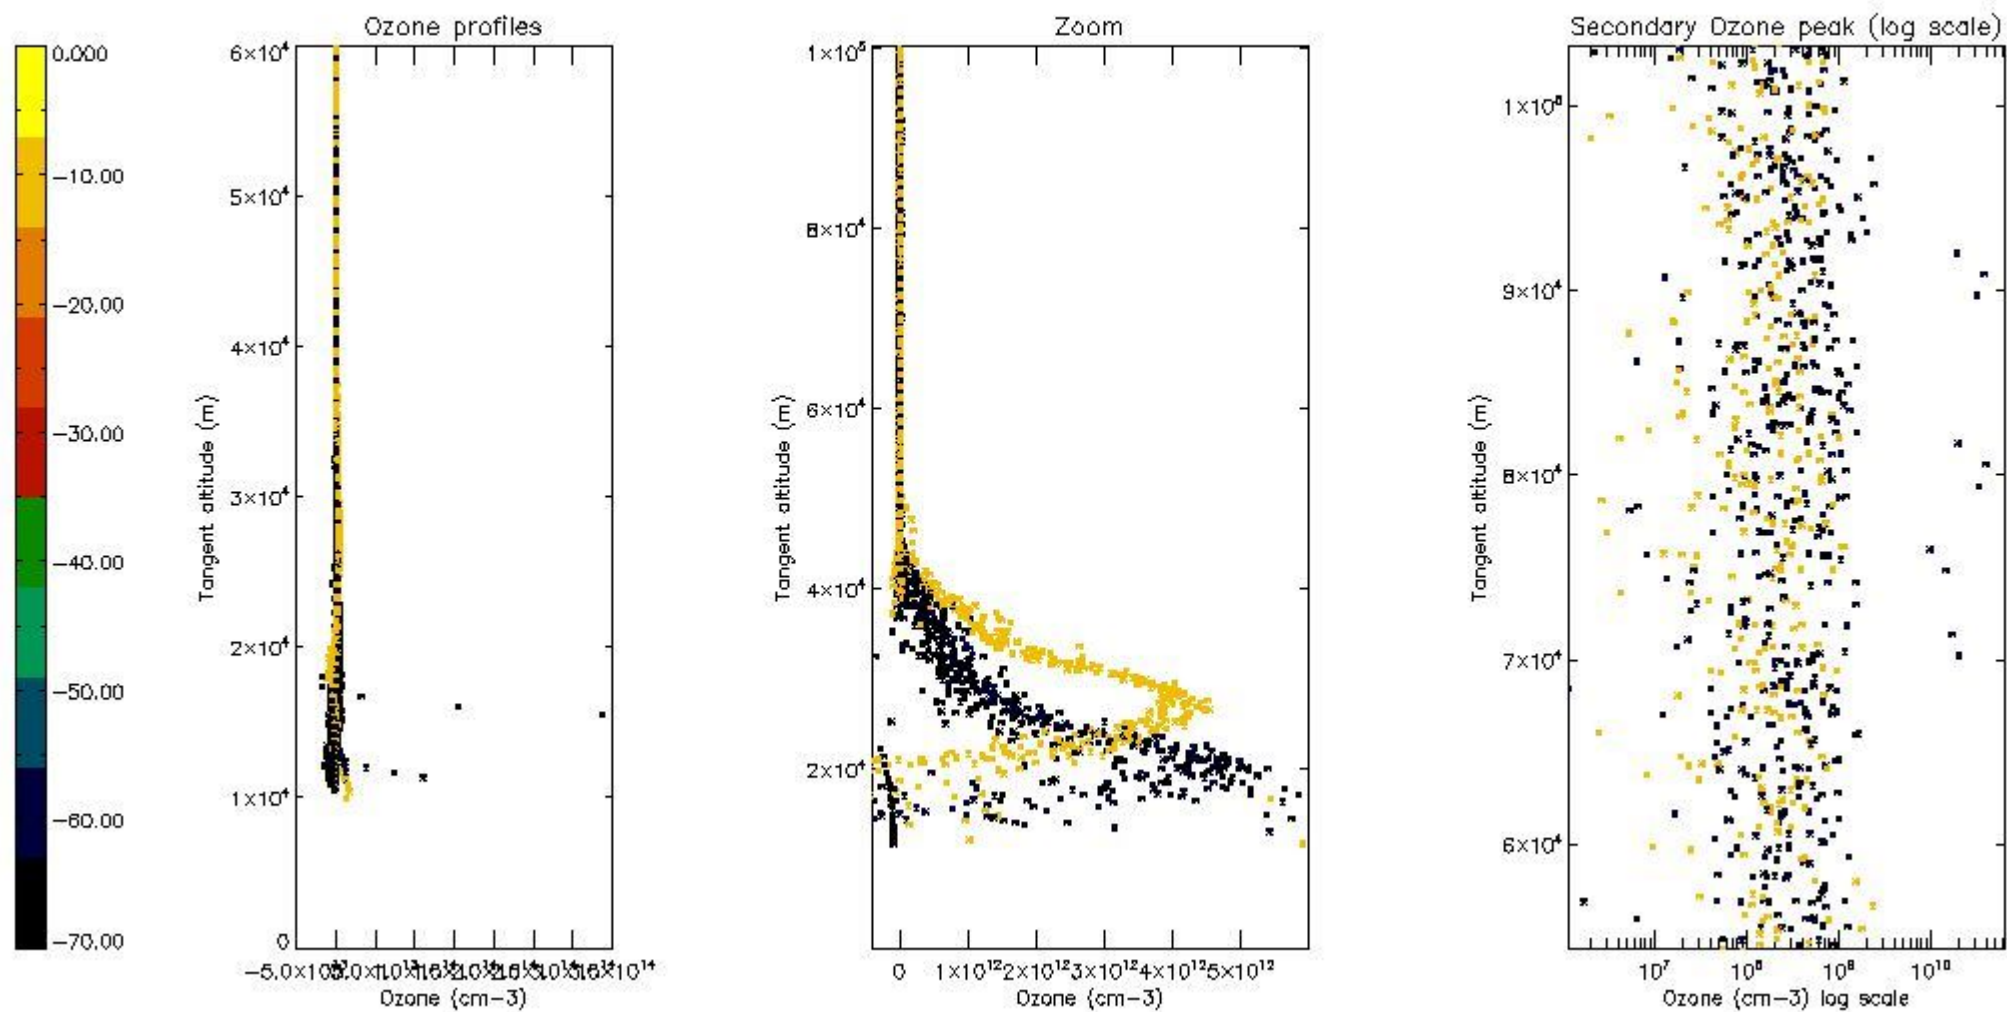 Ozone profiles
Zoom
Secondary Ozone peak (log scale)
0.000
−10.00
−20.00
−30.00
−40.00
−50.00
−60.00
−70.00
6×10⁴
5×10⁴
4×10⁴
3×10⁴
2×10⁴
1×10⁴
0
Tangent altitude (m)
Ozone (cm−3)
1×10⁵
8×10⁴
6×10⁴
4×10⁴
2×10⁴
Tangent altitude (m)
0 1×10¹² 2×10¹² 3×10¹² 4×10¹² 5×10¹²
Ozone (cm−3)
9×10⁴
8×10⁴
7×10⁴
6×10⁴
Tangent altitude (m)
10⁷ 10⁸ 10⁹ 10¹⁰
Ozone (cm−3) log scale